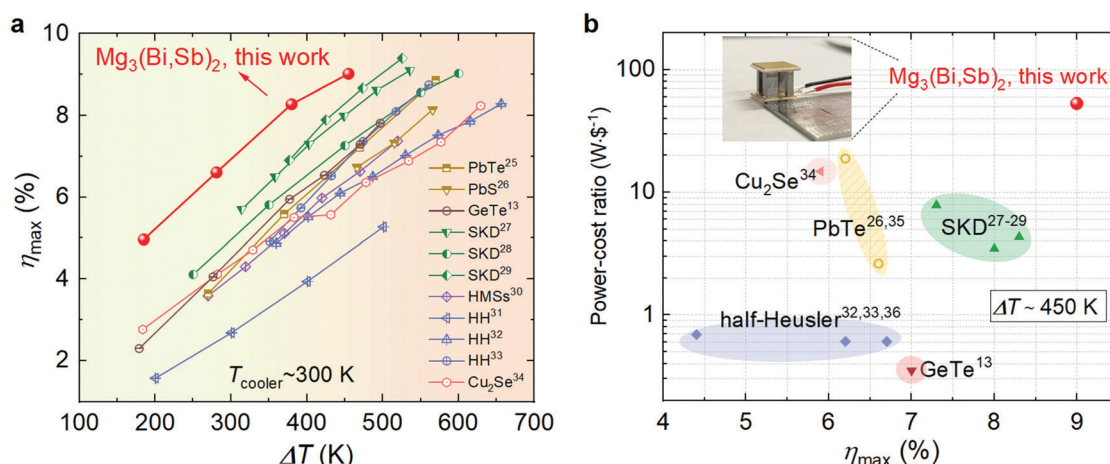 a
η_max (%)
10
8
6
4
2
Mg₃(Bi,Sb)₂, this work
PbTe²⁵
PbS²⁶
GeTe¹³
SKD²⁷
SKD²⁸
SKD²⁹
HMSs³⁰
HH³¹
HH³²
HH³³
Cu₂Se³⁴
T_cooler~300 K
100 200 300 400 500 600 700
ΔT (K)
b
Power-cost ratio (W·$⁻¹)
100
10
1
Mg₃(Bi,Sb)₂, this work
Cu₂Se³⁴
PbTe²⁶,³⁵
SKD²⁷⁻²⁹
ΔT ~ 450 K
half-Heusler³²,³³,³⁶
GeTe¹³
4 5 6 7 8 9
η_max (%)